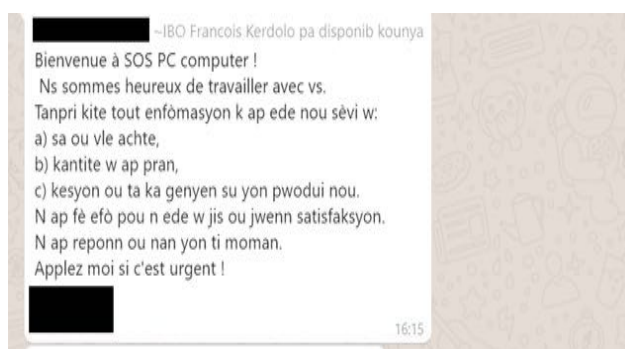 ~IBO Francois Kerdolo pa disponib kounya
Bienvenue à SOS PC computer !
Ns sommes heureux de travailler avec vs.
Tanpri kite tout enfòmasyon k ap ede nou sèvi w:
a) sa ou vle achte,
b) kantite w ap pran,
c) kesyon ou ta ka genyen su yon pwodui nou.
N ap fè efò pou n ede w jis ou jwenn satisfaksyon.
N ap reponn ou nan yon ti moman.
Applez moi si c'est urgent !
16:15